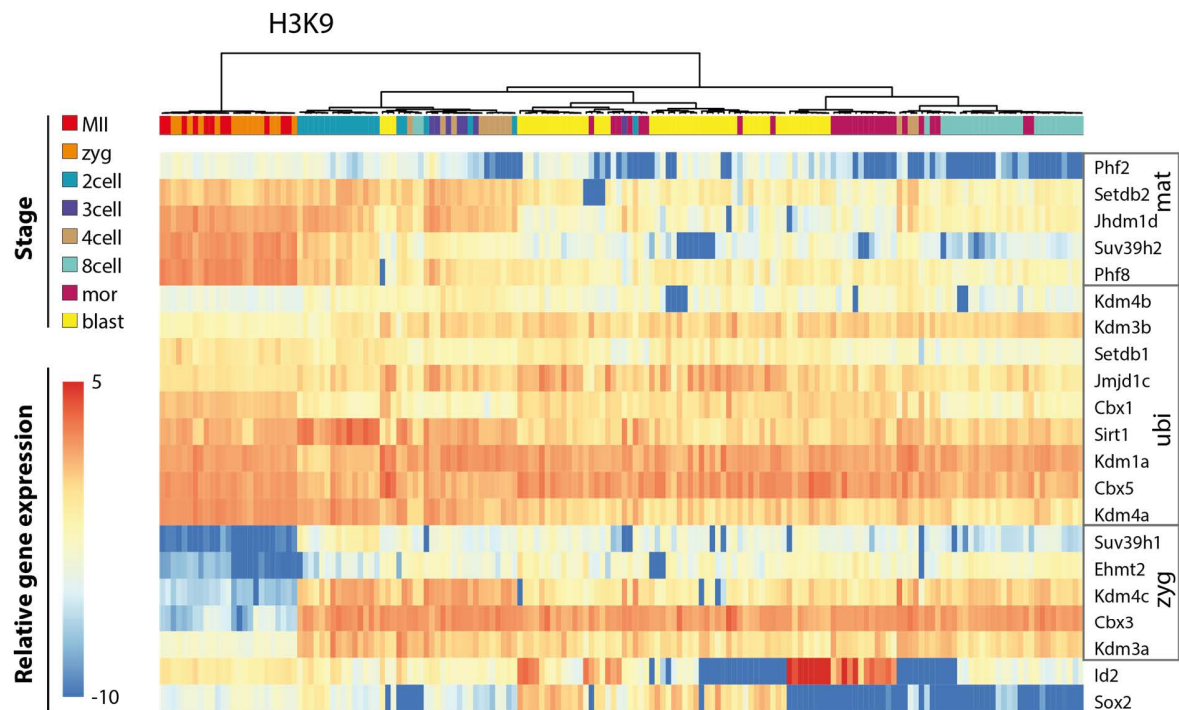 H3K9
Stage
MII
zyg
2cell
3cell
4cell
8cell
mor
blast
Relative gene expression
5
-10
Phf2
Setdb2
Jhdm1d
Suv39h2
Phf8
mat
Kdm4b
Kdm3b
Setdb1
Jmjd1c
Cbx1
Sirt1
Kdm1a
Cbx5
Kdm4a
ubi
Suv39h1
Ehmt2
Kdm4c
Cbx3
Kdm3a
zyg
Id2
Sox2